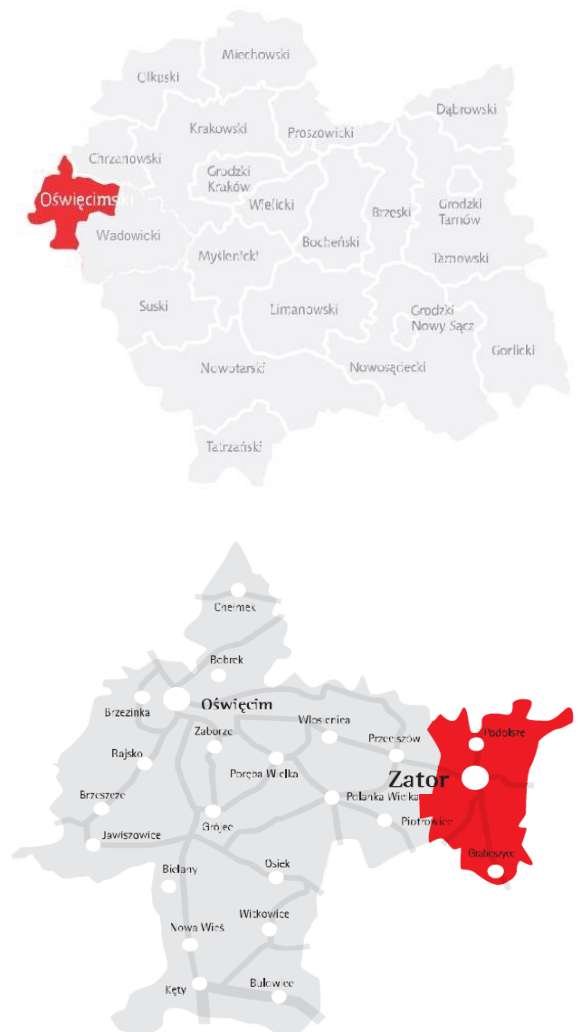 Miechowski
Olkuski
Dąbrowski
Krakowski
Proszowicki
Chrzanowski
Grodzki
Kraków
Oświęcimski
Wielicki
Brzeski
Grodzki
Tarnów
Wadowicki
Bocheński
Myślenicki
Tarnowski
Suski
Limanowski
Grodzki
Nowy Sącz
Gorlicki
Nowotarski
Nowosądecki
Tatrzański
Chełmek
Bobrek
Brzezinka
Oświęcim
Włosienica
Zaborze
Przeciszów
Podolsze
Rajsko
Poręba Wielka
Zator
Brzeszcze
Polanka Wielka
Grójec
Piotrowice
Jawiszowice
Graboszyce
Bielany
Osiek
Witkowice
Nowa Wieś
Kęty
Bulowice